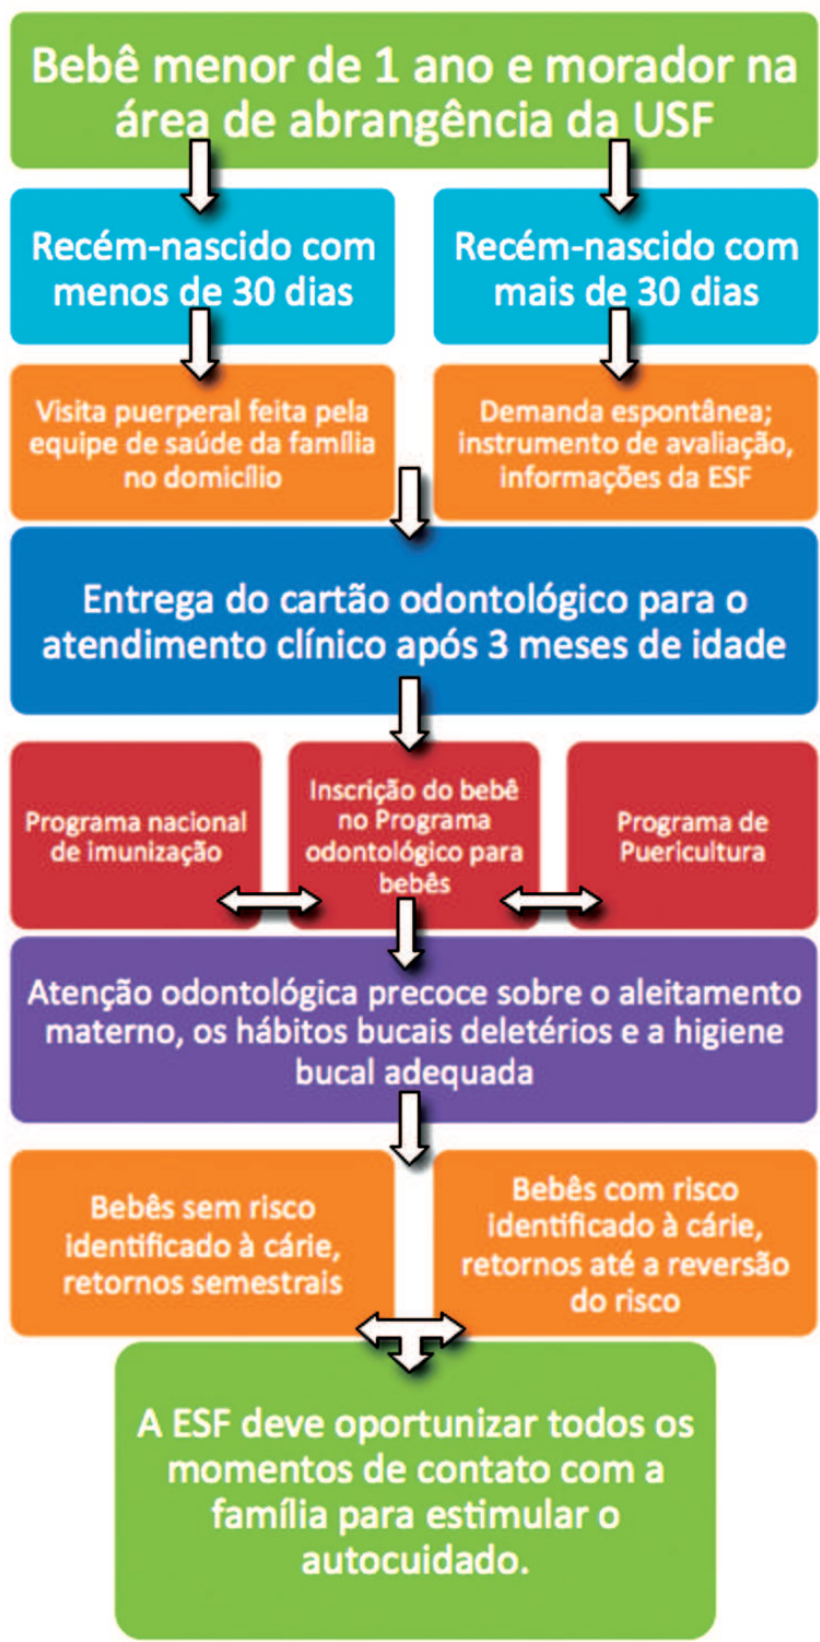 Bebê menor de 1 ano e morador na
área de abrangência da USF
Recém-nascido com
menos de 30 dias
Recém-nascido com
mais de 30 dias
Visita puerperal feita pela
equipe de saúde da família
no domicílio
Demanda espontânea;
instrumento de avaliação,
informações da ESF
Entrega do cartão odontológico para o
atendimento clínico após 3 meses de idade
Programa nacional
de imunização
Inscrição do bebê
no Programa
odontológico para
bebês
Programa de
Puericultura
Atenção odontológica precoce sobre o aleitamento
materno, os hábitos bucais deletérios e a higiene
bucal adequada
Bebês sem risco
identificado à cárie,
retornos semestrais
Bebês com risco
identificado à cárie,
retornos até a reversão
do risco
A ESF deve oportunizar todos os
momentos de contato com a
família para estimular o
autocuidado.